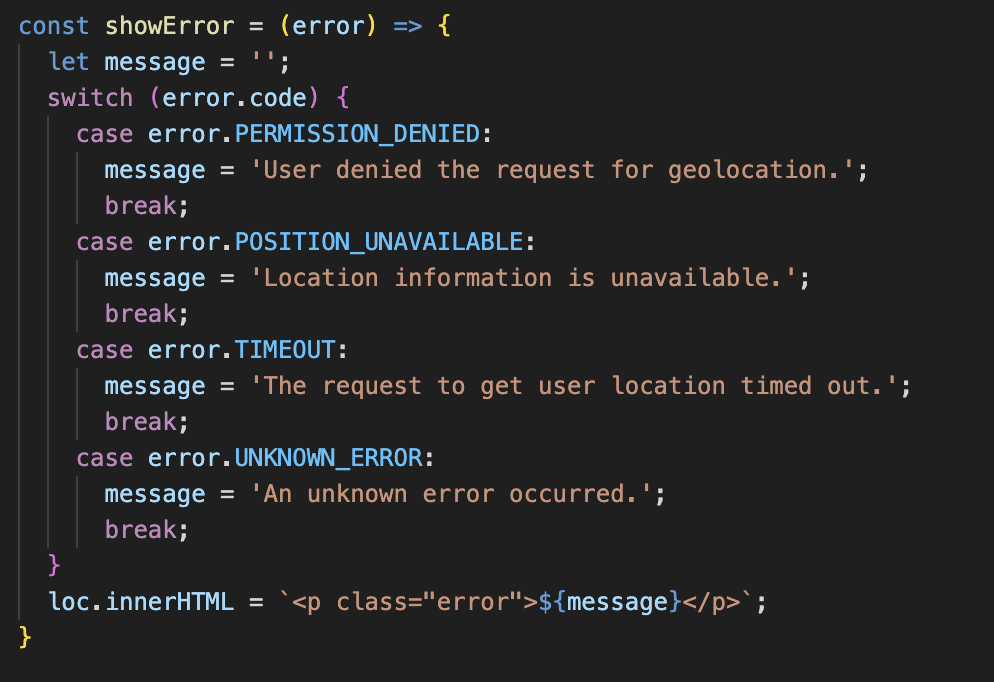 const showError = (error) => {
  let message = '';
  switch (error.code) {
    case error.PERMISSION_DENIED:
      message = 'User denied the request for geolocation.';
      break;
    case error.POSITION_UNAVAILABLE:
      message = 'Location information is unavailable.';
      break;
    case error.TIMEOUT:
      message = 'The request to get user location timed out.';
      break;
    case error.UNKNOWN_ERROR:
      message = 'An unknown error occurred.';
      break;
  }
  loc.innerHTML = `<p class="error">${message}</p>`;
}